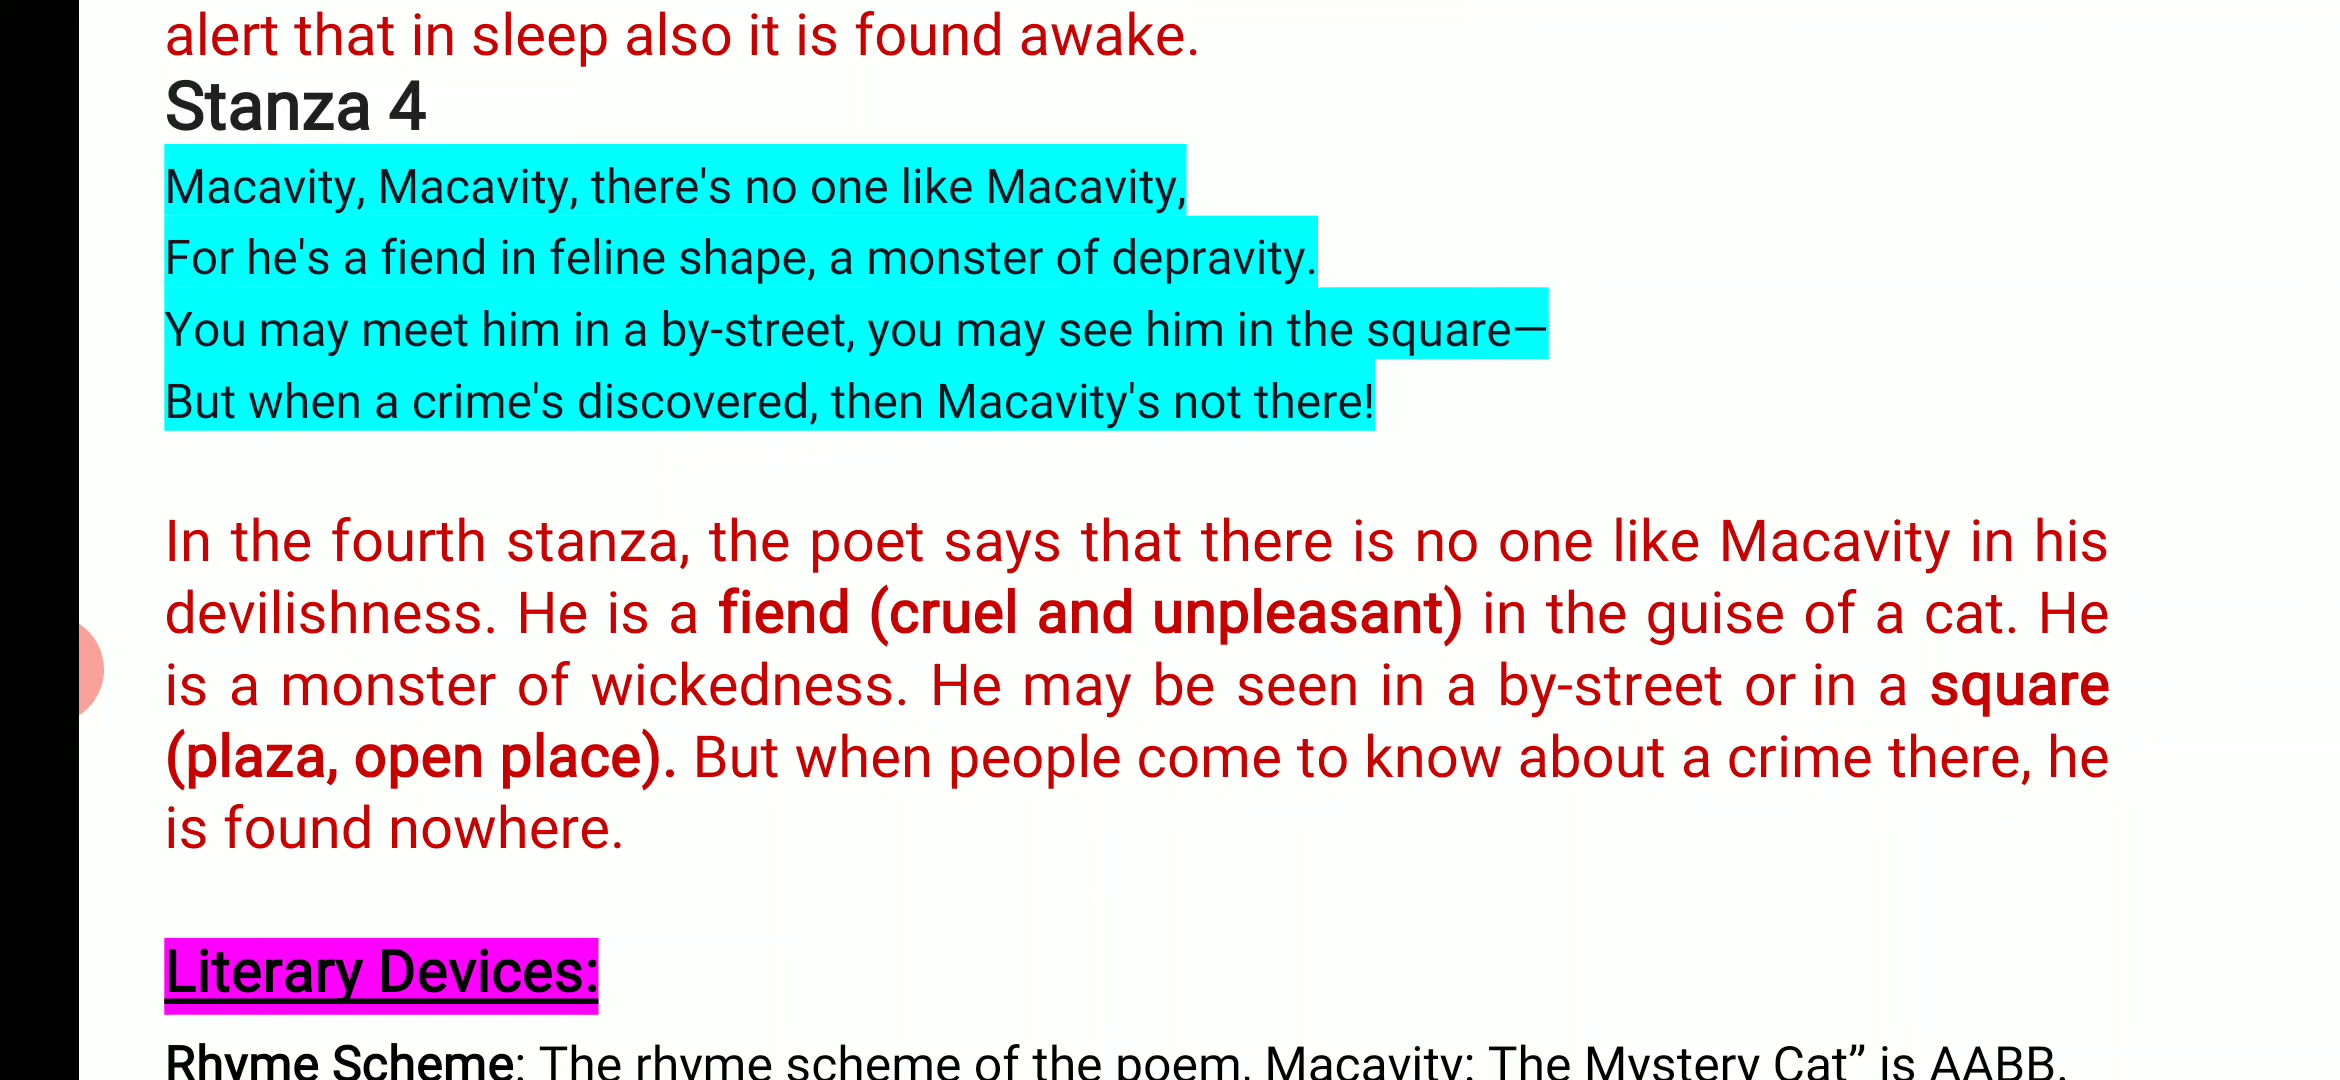 alert that in sleep also it is found awake.
Stanza 4
Macavity, Macavity, there's no one like Macavity,
For he's a fiend in feline shape, a monster of depravity.
You may meet him in a by-street, you may see him in the square—
But when a crime's discovered, then Macavity's not there!
In the fourth stanza, the poet says that there is no one like Macavity in his
devilishness. He is a fiend (cruel and unpleasant) in the guise of a cat. He
is a monster of wickedness. He may be seen in a by-street or in a square
(plaza, open place). But when people come to know about a crime there, he
is found nowhere.
Literary Devices:
Rhyme Scheme: The rhyme scheme of the poem, Macavity: The Mystery Cat” is AABB.